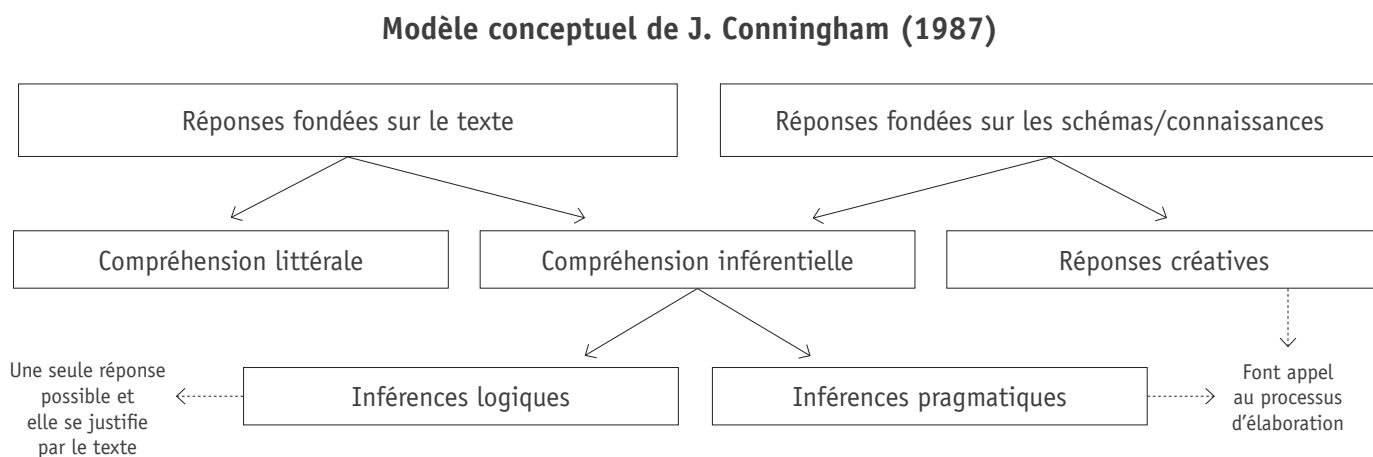 Modèle conceptuel de J. Conningham (1987)
Réponses fondées sur le texte
Réponses fondées sur les schémas/connaissances
Compréhension littérale
Compréhension inférentielle
Réponses créatives
Une seule réponse
possible et
elle se justifie
par le texte
Inférences logiques
Inférences pragmatiques
Font appel
au processus
d'élaboration